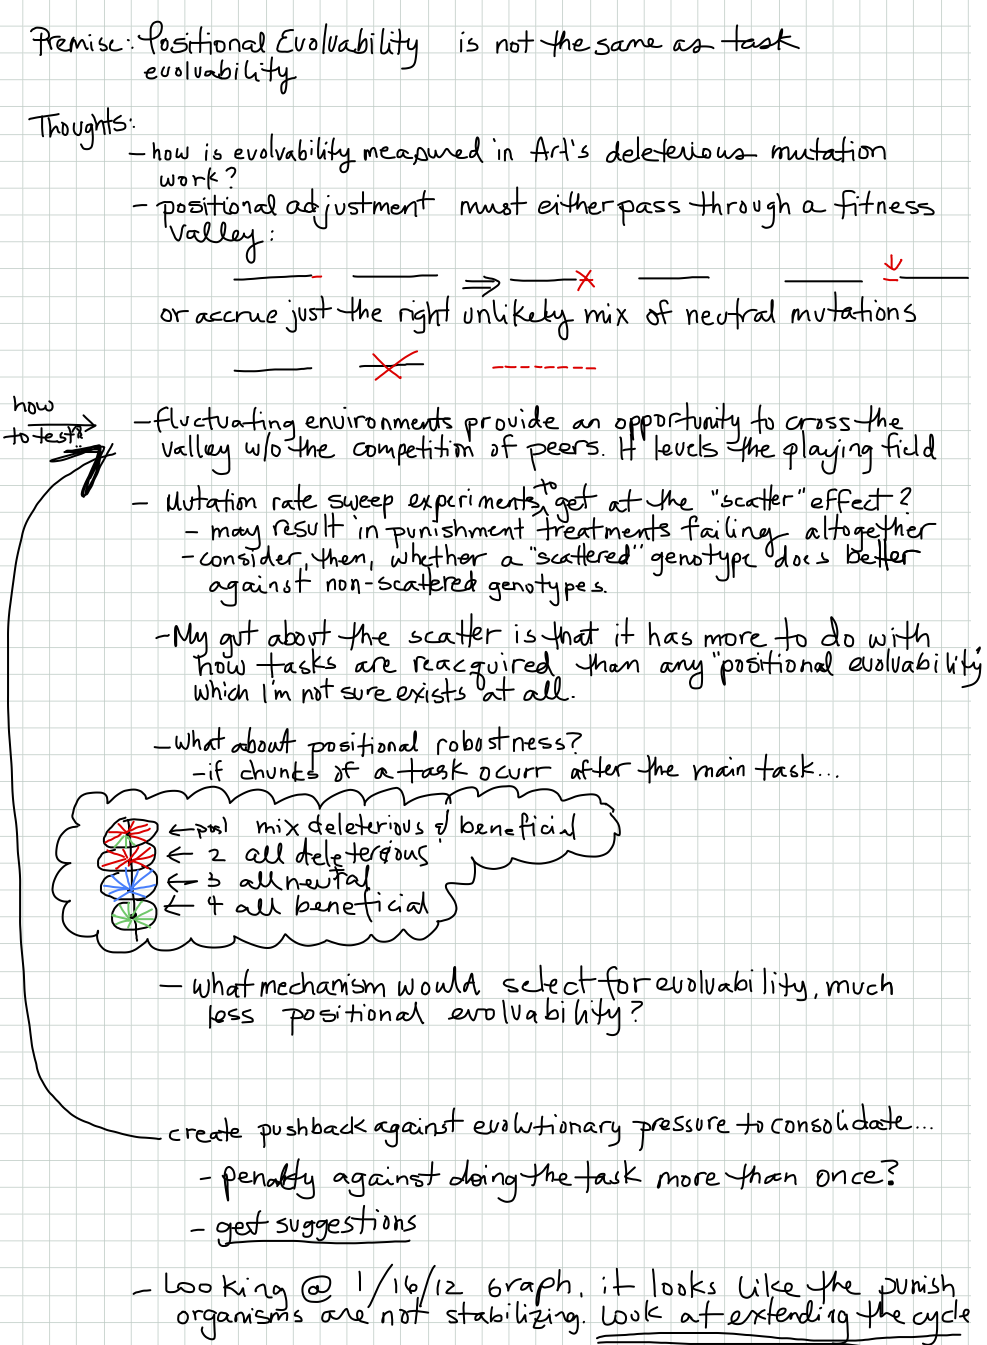 Premise: Positional Evolvability is not the same as task
evolvability
Thoughts:
- how is evolvability measured in Art's deleterious mutation
work?
- positional adjustment must either pass through a fitness
valley:
or accrue just the right unlikely mix of neutral mutations
how
to test?
- fluctuating environments provide an opportunity to cross the
valley w/o the competition of peers. It levels the playing field
- Mutation rate sweep experiments to get at the "scatter" effect?
- may result in punishment treatments failing altogether
- consider, then, whether a "scattered" genotype does better
against non-scattered genotypes.
- My gut about the scatter is that it has more to do with
how tasks are reacquired than any "positional evolvability"
which I'm not sure exists at all.
- What about positional robostness?
- if chunks of a task ocurr after the main task...
← pos 1 mix deleterious & beneficial
← 2 all deleterious
← 3 all neutal
← 4 all beneficial
- what mechanism would select for evolvability, much
less positional evolvability?
create pushback against evolutionary pressure to consolidate...
- penalty against doing the task more than once?
- get suggestions
- Looking @ 1/16/12 Graph, it looks like the punish
organisms are not stabilizing. Look at extending the cycle